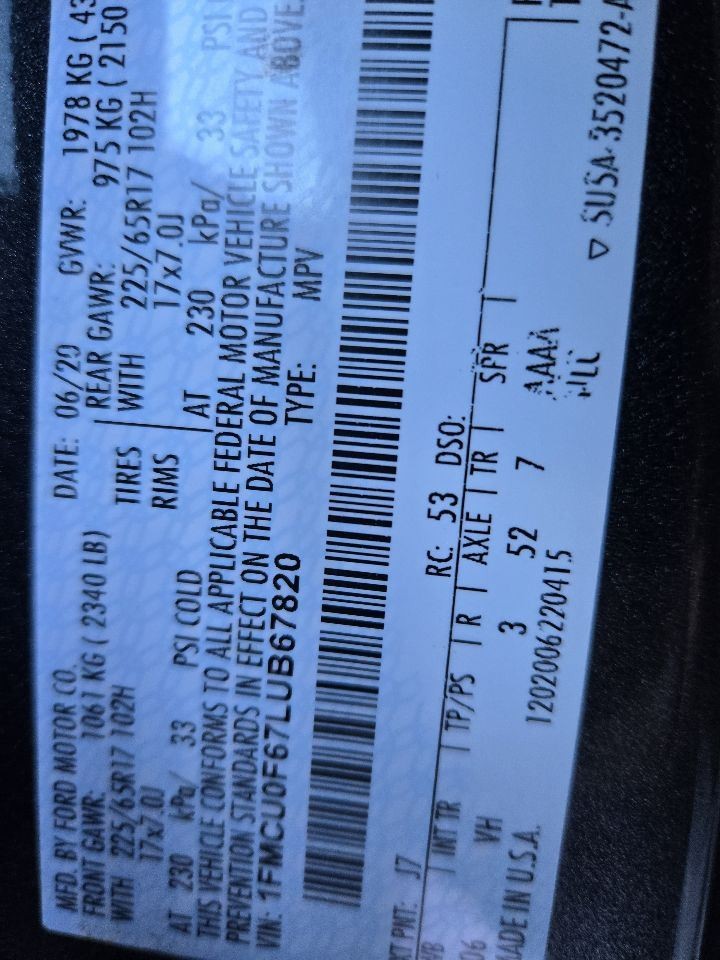 MFD. BY FORD MOTOR CO.
DATE: 06/20 GVWR: 1978 KG ( 43
FRONT GAWR: 1061 KG ( 2340 LB)
REAR GAWR: 975 KG ( 2150
WITH 225/65R17 102H TIRES WITH 225/65R17 102H
17x7.0J RIMS 17x7.0J
AT 230 kPa/ 33 PSI COLD AT 230 kPa/ 33 PSI
THIS VEHICLE CONFORMS TO ALL APPLICABLE FEDERAL MOTOR VEHICLE SAFETY AND
PREVENTION STANDARDS IN EFFECT ON THE DATE OF MANUFACTURE SHOWN ABOVE.
VIN: 1FMCU0F67LUB67820 TYPE: MPV
PNT: J7 RC: 53 DSO:
INT TR | TP/PS | R | AXLE | TR | SPR |
06 VH 3 52 7 AAAA
MADE IN U.S.A. 1202006220415
▽ SU5A-3520472-A